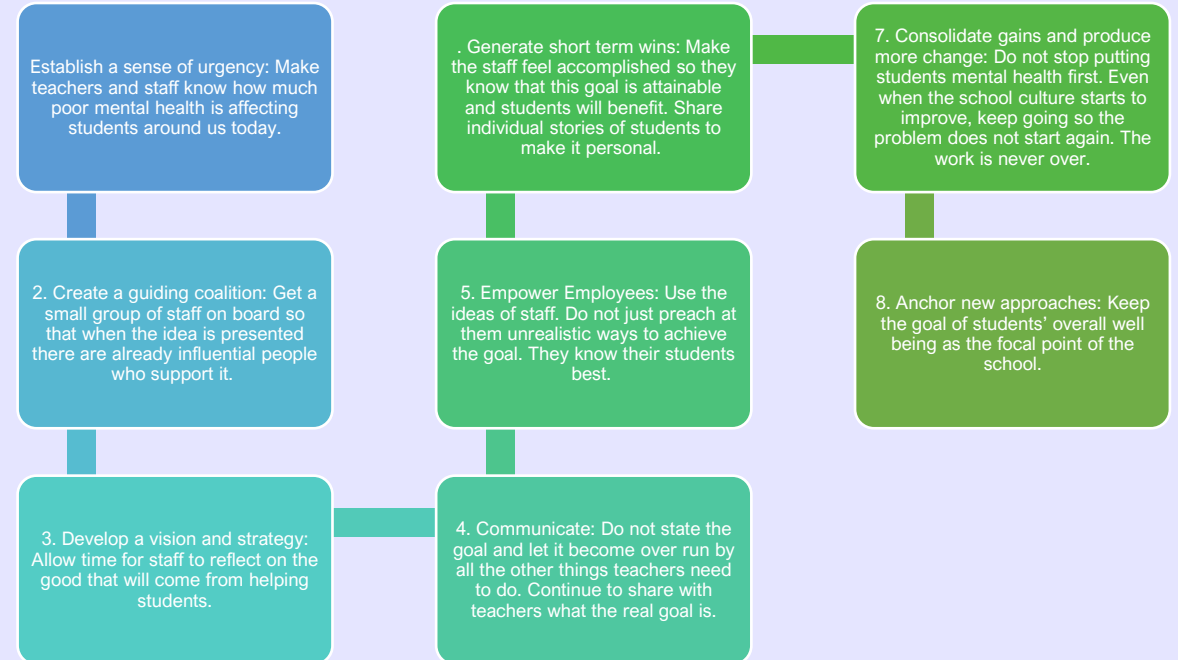 Establish a sense of urgency: Make
teachers and staff know how much
poor mental health is affecting
students around us today.
2. Create a guiding coalition: Get a
small group of staff on board so
that when the idea is presented
there are already influential people
who support it.
3. Develop a vision and strategy:
Allow time for staff to reflect on the
good that will come from helping
students.
4. Communicate: Do not state the
goal and let it become over run by
all the other things teachers need
to do. Continue to share with
teachers what the real goal is.
5. Empower Employees: Use the
ideas of staff. Do not just preach at
them unrealistic ways to achieve
the goal. They know their students
best.
. Generate short term wins: Make
the staff feel accomplished so they
know that this goal is attainable
and students will benefit. Share
individual stories of students to
make it personal.
7. Consolidate gains and produce
more change: Do not stop putting
students mental health first. Even
when the school culture starts to
improve, keep going so the
problem does not start again. The
work is never over.
8. Anchor new approaches: Keep
the goal of students’ overall well
being as the focal point of the
school.